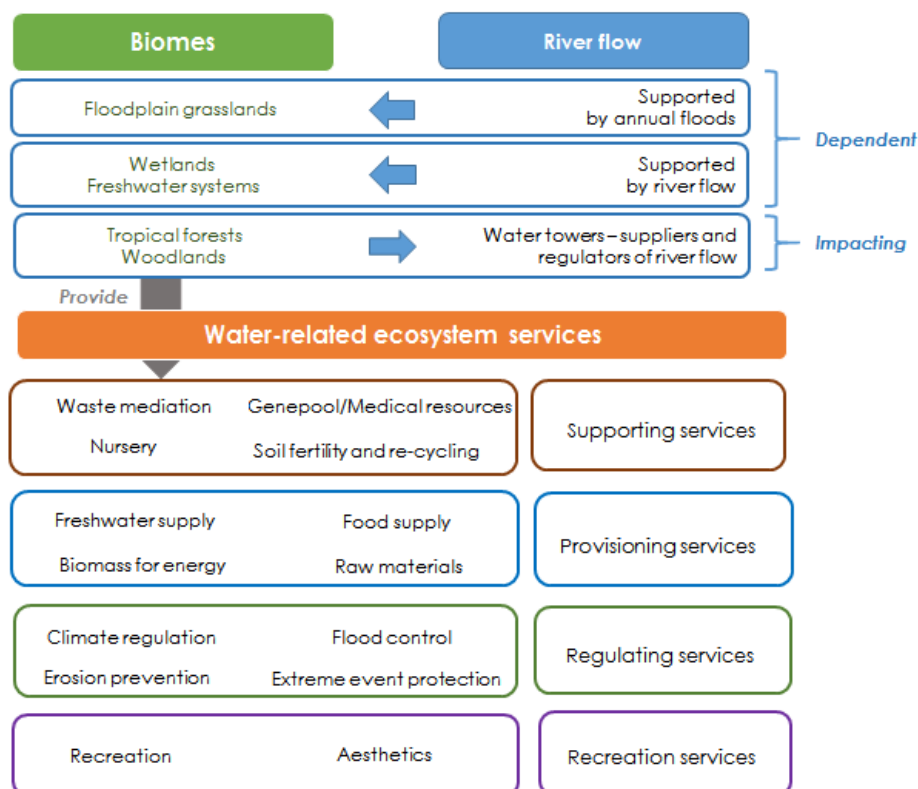 Biomes
River flow
Floodplain grasslands
Supported
by annual floods
Dependent
Wetlands
Freshwater systems
Supported
by river flow
Tropical forests
Woodlands
Water towers – suppliers and
regulators of river flow
Impacting
Provide
Water-related ecosystem services
Waste mediation
Genepool/Medical resources
Nursery
Soil fertility and re-cycling
Supporting services
Freshwater supply
Food supply
Biomass for energy
Raw materials
Provisioning services
Climate regulation
Flood control
Erosion prevention
Extreme event protection
Regulating services
Recreation
Aesthetics
Recreation services